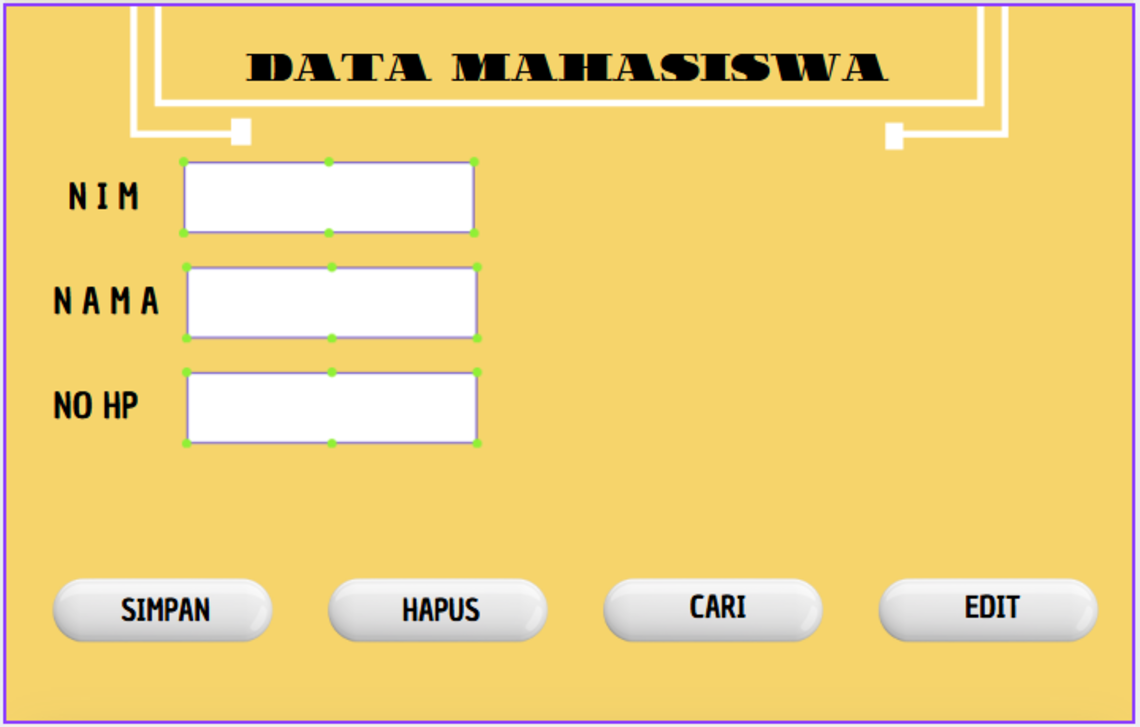 DATA MAHASISWA
N I M
N A M A
NO HP
SIMPAN HAPUS CARI EDIT